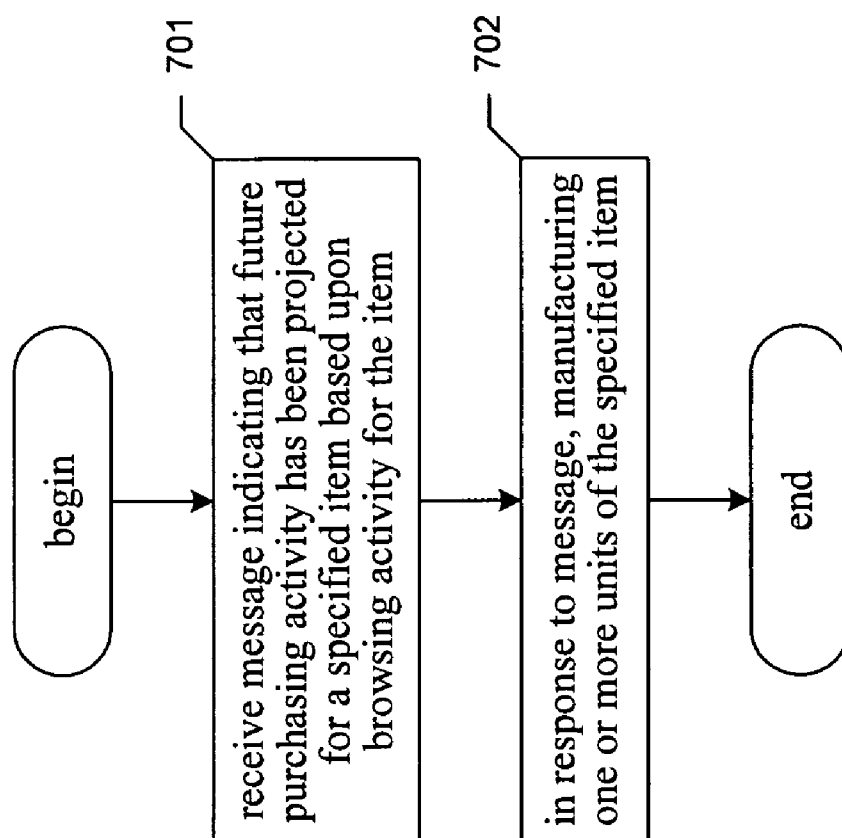 begin
701
receive message indicating that future
purchasing activity has been projected
for a specified item based upon
browsing activity for the item
702
in response to message, manufacturing
one or more units of the specified item
end